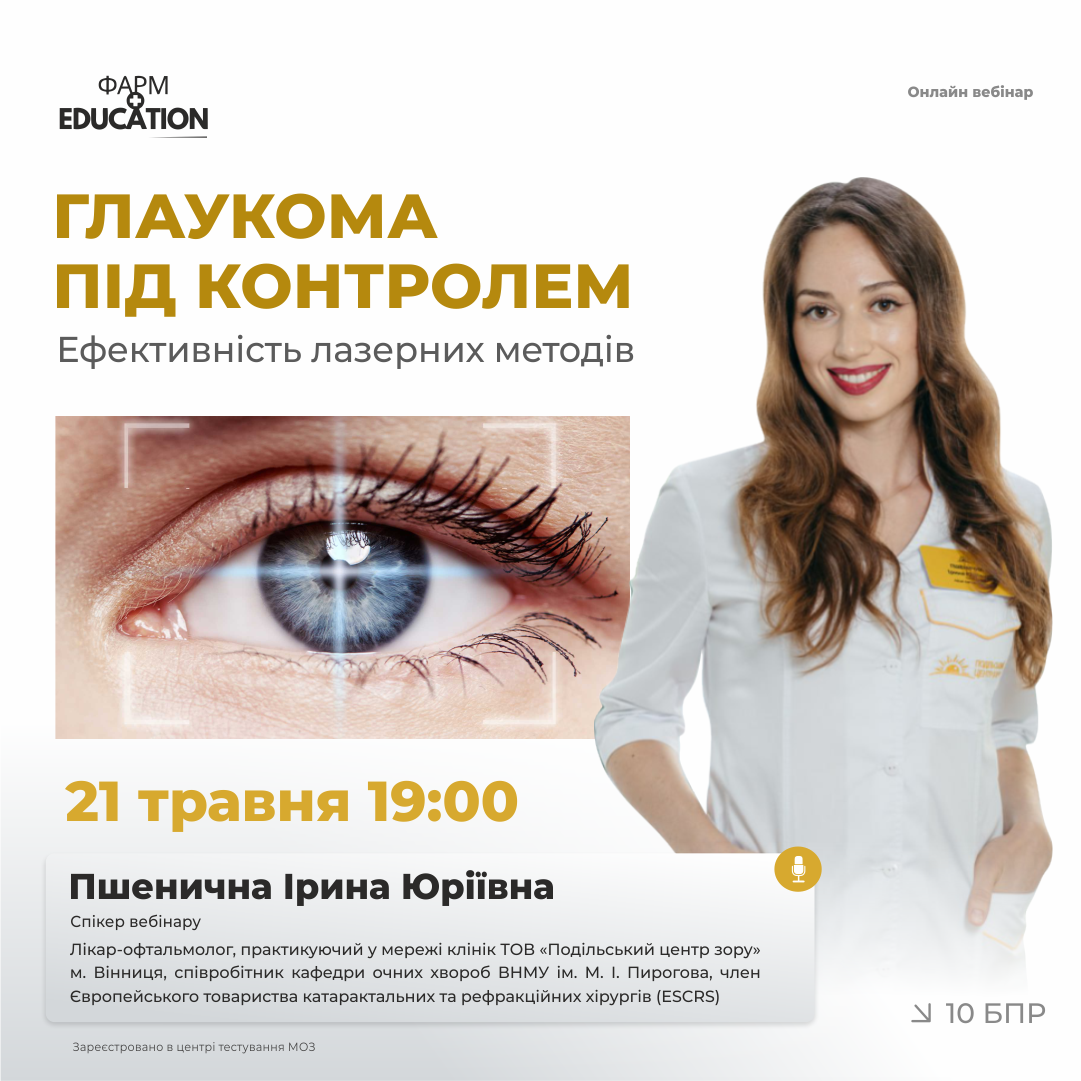 ФАРМ
EDUCATION
Онлайн вебінар
ГЛАУКОМА
ПІД КОНТРОЛЕМ
Ефективність лазерних методів
21 травня 19:00
Пшенична Ірина Юріївна
Спікер вебінару
Лікар-офтальмолог, практикуючий у мережі клінік ТОВ «Подільський центр зору»
м. Вінниця, співробітник кафедри очних хвороб ВНМУ ім. М. І. Пирогова, член
Європейського товариства катарактальних та рефракційних хірургів (ESCRS)
10 БПР
Зареєстровано в центрі тестування МОЗ